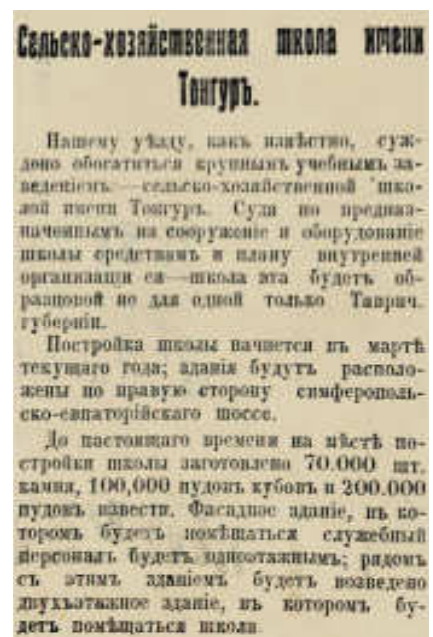 Сельско-хозяйственная школа имени
Тонгуръ.
Нашему уѣзду, какъ извѣстно, суж-
дено обогатиться крупнымъ учебнымъ за-
веденіемъ—сельско-хозяйственной шко-
лой имени Тонгуръ. Судя по предназ-
наченнымъ на сооруженіе и оборудованіе
школы средствамъ и плану внутренней
организаціи ея—школа эта будетъ об-
разцовой не для одной только Таврич.
губерніи.
Постройка школы начнется въ мартѣ
текущаго года; зданія будутъ располо-
жены по правую сторону симферополь-
ско-евпаторійскаго шоссе.
До настоящаго времени на мѣстѣ по-
стройки школы заготовлено 70.000 шт.
камня, 100,000 пудовъ кубовъ и 200.000
пудовъ извести. Фасадное зданіе, въ ко-
торомъ будетъ помѣщаться служебный
персоналъ будетъ одноэтажнымъ; рядомъ
съ этимъ зданіемъ будетъ возведено
двухъэтажное зданіе, въ которомъ бу-
детъ помѣщаться школа.